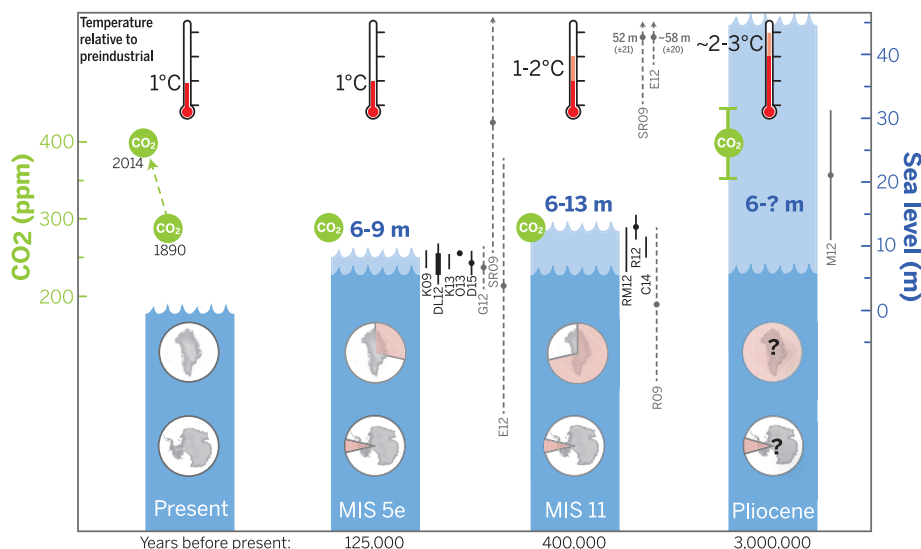 Temperature
relative to
preindustrial
1°C
1°C
1-2°C
~2-3°C
52 m
(±21)
~58 m
(±20)
SR09
E12
CO2 (ppm)
400
300
200
CO₂
2014
CO₂
1890
CO₂
6-9 m
K09
DL12
K13
O13
D15
G12
SR09
E12
CO₂
6-13 m
RM12
R12
C14
R09
CO₂
6-? m
M12
Sea level (m)
40
30
20
10
0
?
?
Present
MIS 5e
MIS 11
Pliocene
Years before present:
125,000
400,000
3,000,000